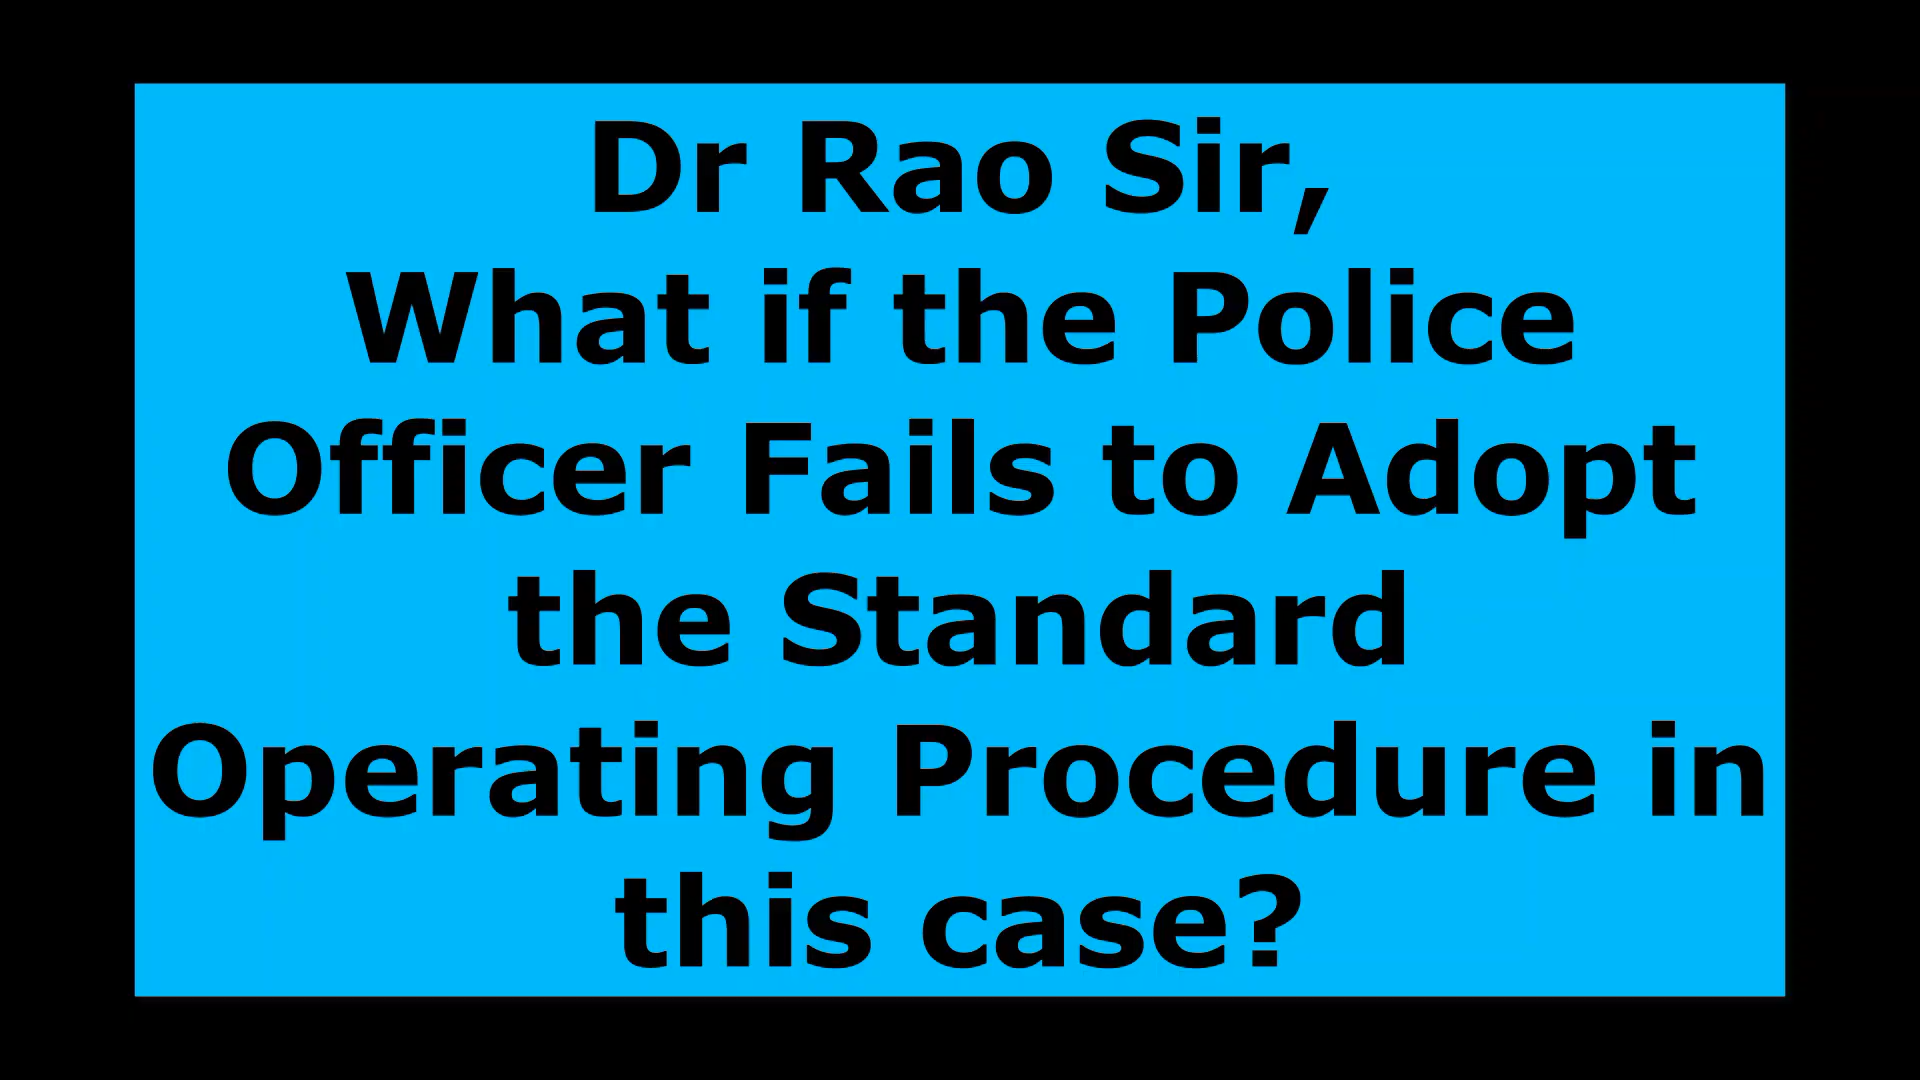 Dr Rao Sir,
What if the Police
Officer Fails to Adopt
the Standard
Operating Procedure in
this case?